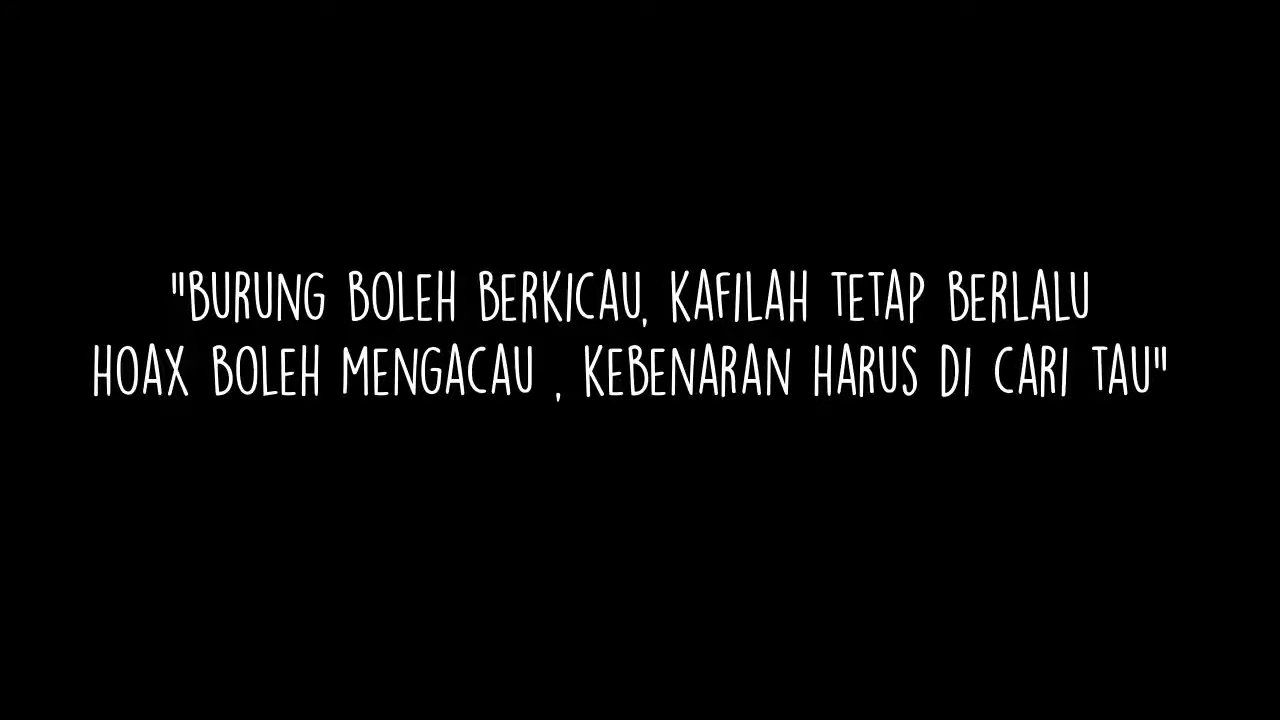 "BURUNG BOLEH BERKICAU, KAFILAH TETAP BERLALU
HOAX BOLEH MENGACAU , KEBENARAN HARUS DI CARI TAU"